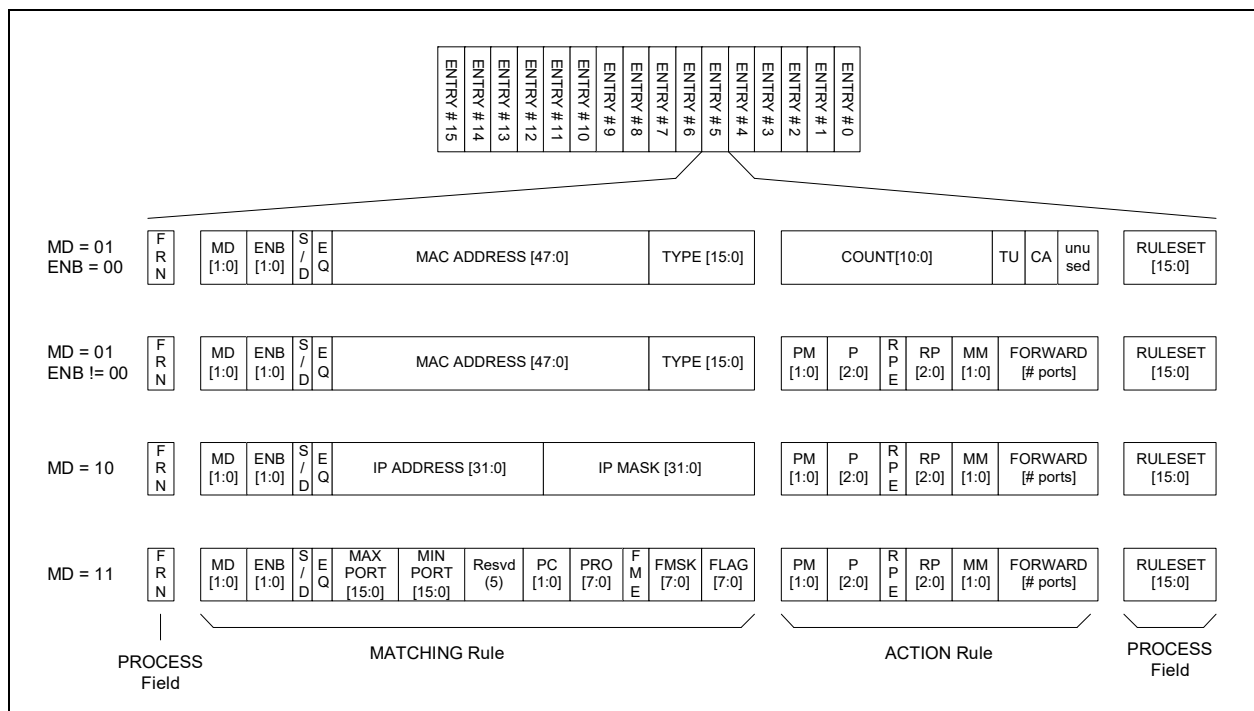 ENTRY # 15
ENTRY # 14
ENTRY # 13
ENTRY # 12
ENTRY # 11
ENTRY # 10
ENTRY # 9
ENTRY # 8
ENTRY # 7
ENTRY # 6
ENTRY # 5
ENTRY # 4
ENTRY # 3
ENTRY # 2
ENTRY # 1
ENTRY # 0
MD = 01
ENB = 00
FRN
MD
[1:0]
ENB
[1:0]
S/D
EQ
MAC ADDRESS [47:0]
TYPE [15:0]
COUNT[10:0]
TU
CA
unu
sed
RULESET
[15:0]
MD = 01
ENB != 00
FRN
MD
[1:0]
ENB
[1:0]
S/D
EQ
MAC ADDRESS [47:0]
TYPE [15:0]
PM
[1:0]
P
[2:0]
RPE
RP
[2:0]
MM
[1:0]
FORWARD
[# ports]
RULESET
[15:0]
MD = 10
FRN
MD
[1:0]
ENB
[1:0]
S/D
EQ
IP ADDRESS [31:0]
IP MASK [31:0]
PM
[1:0]
P
[2:0]
RPE
RP
[2:0]
MM
[1:0]
FORWARD
[# ports]
RULESET
[15:0]
MD = 11
FRN
MD
[1:0]
ENB
[1:0]
S/D
EQ
MAX
PORT
[15:0]
MIN
PORT
[15:0]
Resvd
(5)
PC
[1:0]
PRO
[7:0]
FME
FMSK
[7:0]
FLAG
[7:0]
PM
[1:0]
P
[2:0]
RPE
RP
[2:0]
MM
[1:0]
FORWARD
[# ports]
RULESET
[15:0]
PROCESS
Field
MATCHING Rule
ACTION Rule
PROCESS
Field